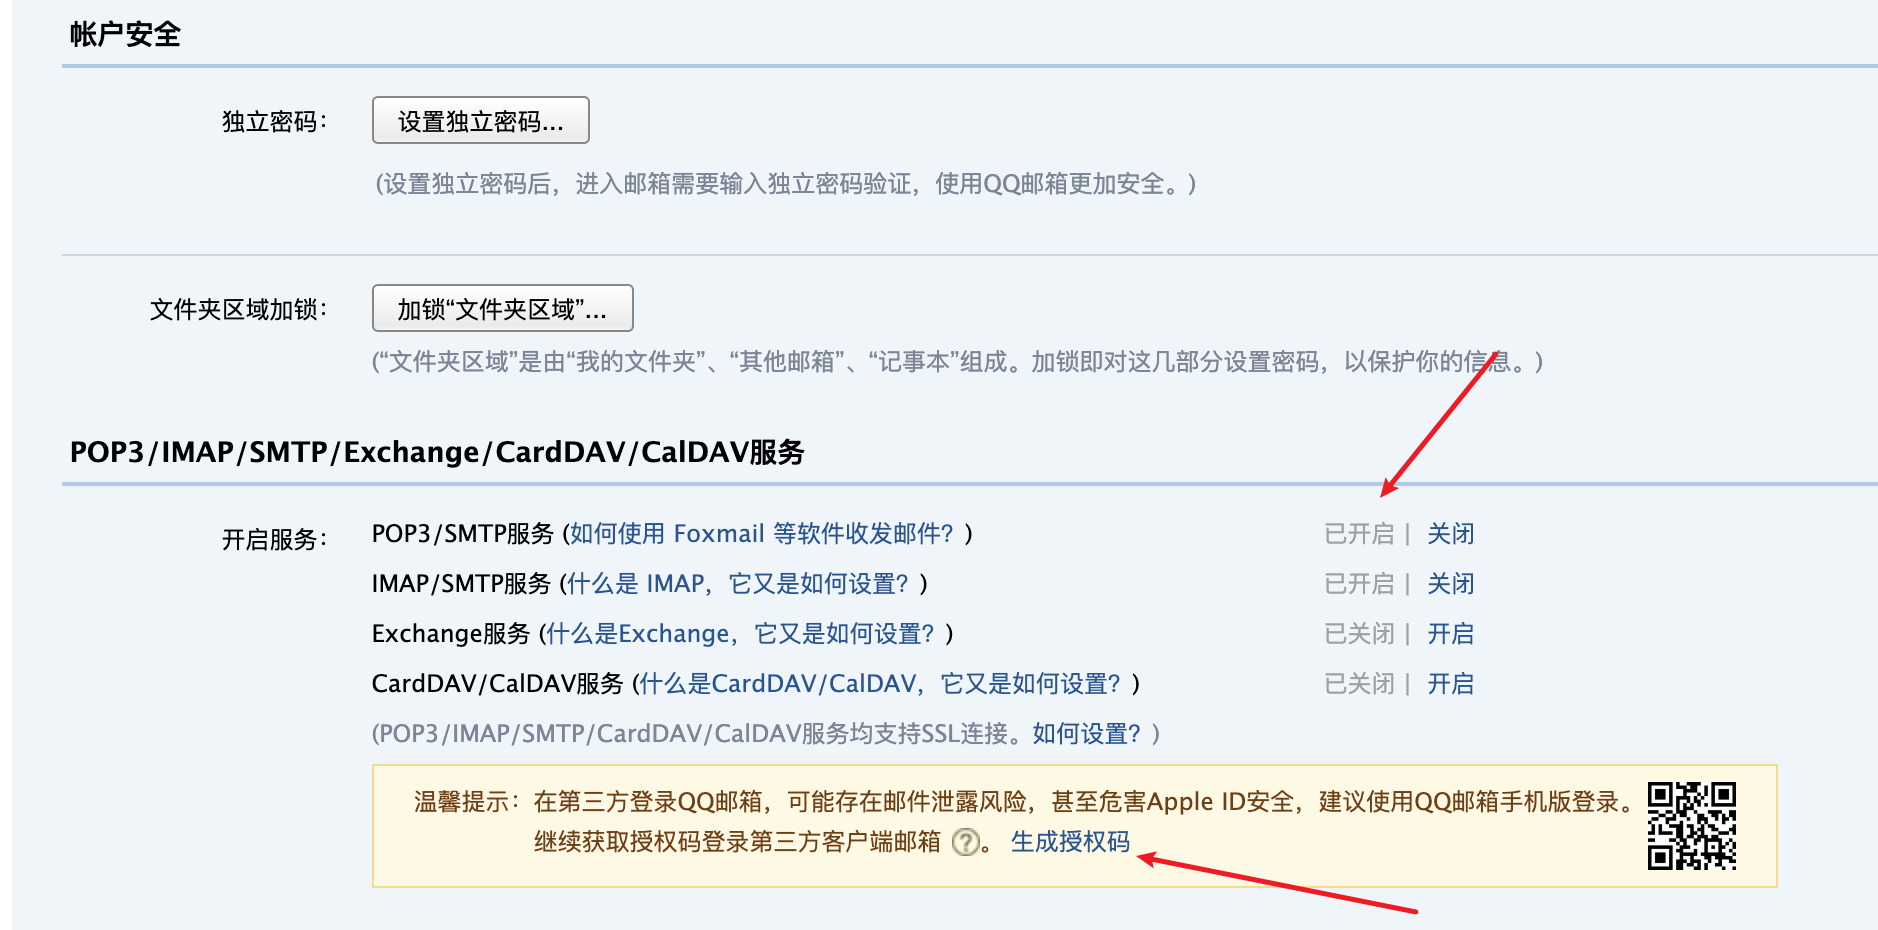 帐户安全
独立密码： 设置独立密码...
(设置独立密码后，进入邮箱需要输入独立密码验证，使用QQ邮箱更加安全。)
文件夹区域加锁： 加锁“文件夹区域”...
(“文件夹区域”是由“我的文件夹”、“其他邮箱”、“记事本”组成。加锁即对这几部分设置密码，以保护你的信息。)
POP3/IMAP/SMTP/Exchange/CardDAV/CalDAV服务
开启服务： POP3/SMTP服务 (如何使用 Foxmail 等软件收发邮件？) 已开启 | 关闭
IMAP/SMTP服务 (什么是 IMAP，它又是如何设置？) 已开启 | 关闭
Exchange服务 (什么是Exchange，它又是如何设置？) 已关闭 | 开启
CardDAV/CalDAV服务 (什么是CardDAV/CalDAV，它又是如何设置？) 已关闭 | 开启
(POP3/IMAP/SMTP/CardDAV/CalDAV服务均支持SSL连接。如何设置？)
温馨提示：在第三方登录QQ邮箱，可能存在邮件泄露风险，甚至危害Apple ID安全，建议使用QQ邮箱手机版登录。
继续获取授权码登录第三方客户端邮箱 ?。 生成授权码